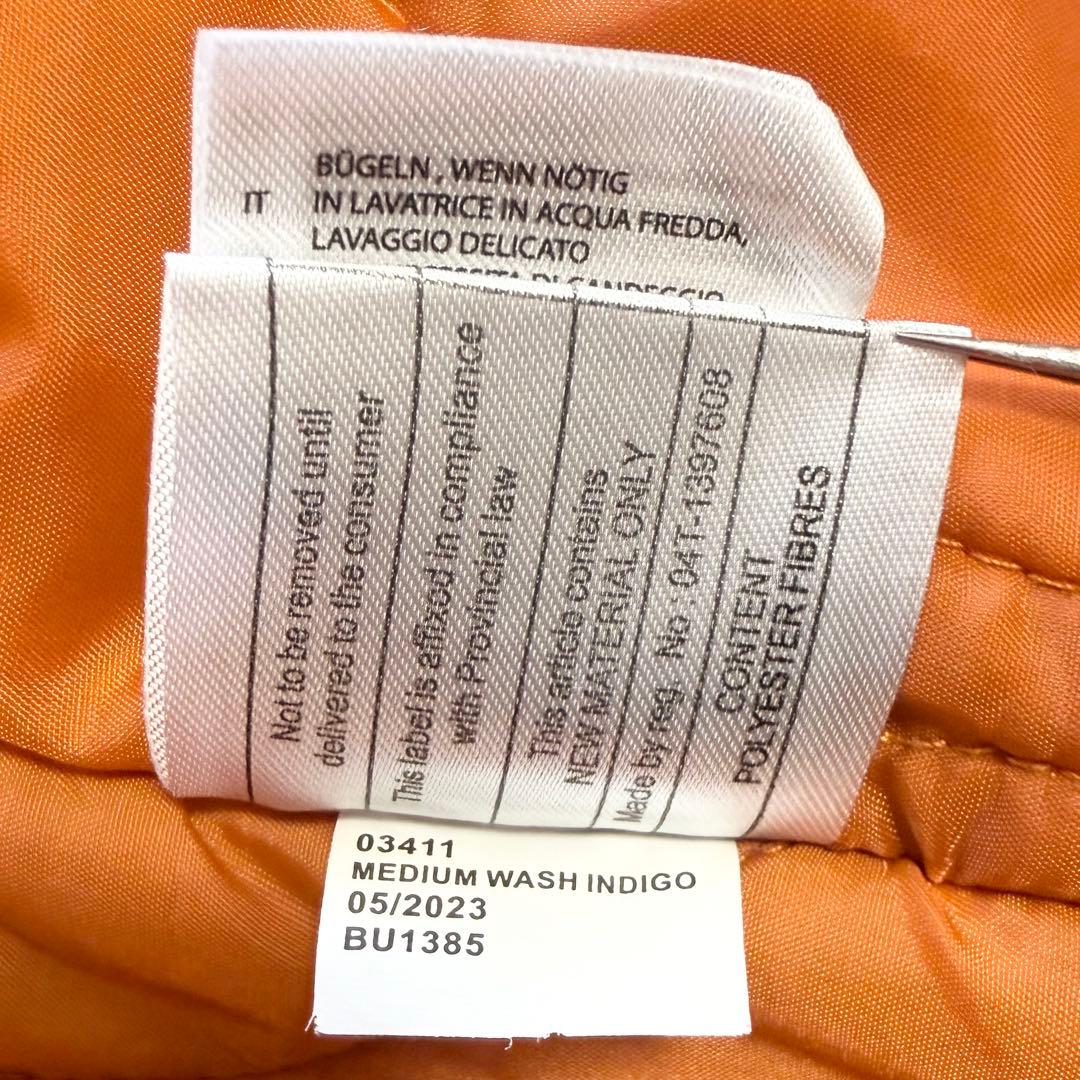 BÜGELN, WENN NÖTIG
IT IN LAVATRICE IN ACQUA FREDDA,
LAVAGGIO DELICATO
DI CANDEGGIO
Not to be removed until
delivered to the consumer
This label is affixed in compliance
with Provincial law
This article contains
NEW MATERIAL ONLY
Made by reg. No : 04T-1397608
CONTENT
POLYESTER FIBRES
03411
MEDIUM WASH INDIGO
05/2023
BU1385